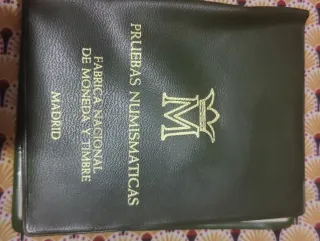 M
PRUEBAS NUMISMATICAS
FABRICA NACIONAL
DE MONEDA Y TIMBRE
MADRID